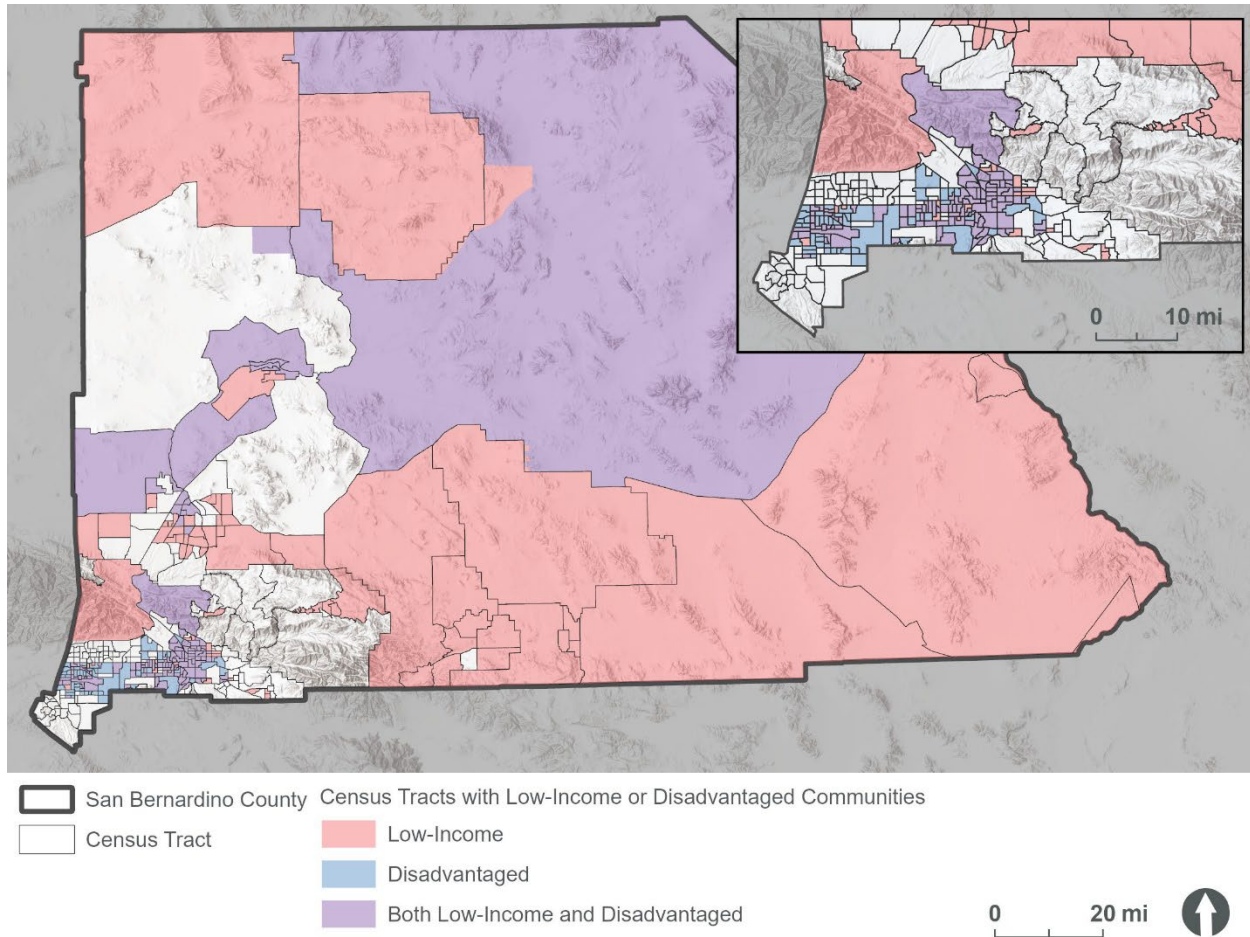 0 10 mi
San Bernardino County
Census Tract
Census Tracts with Low-Income or Disadvantaged Communities
Low-Income
Disadvantaged
Both Low-Income and Disadvantaged
0 20 mi